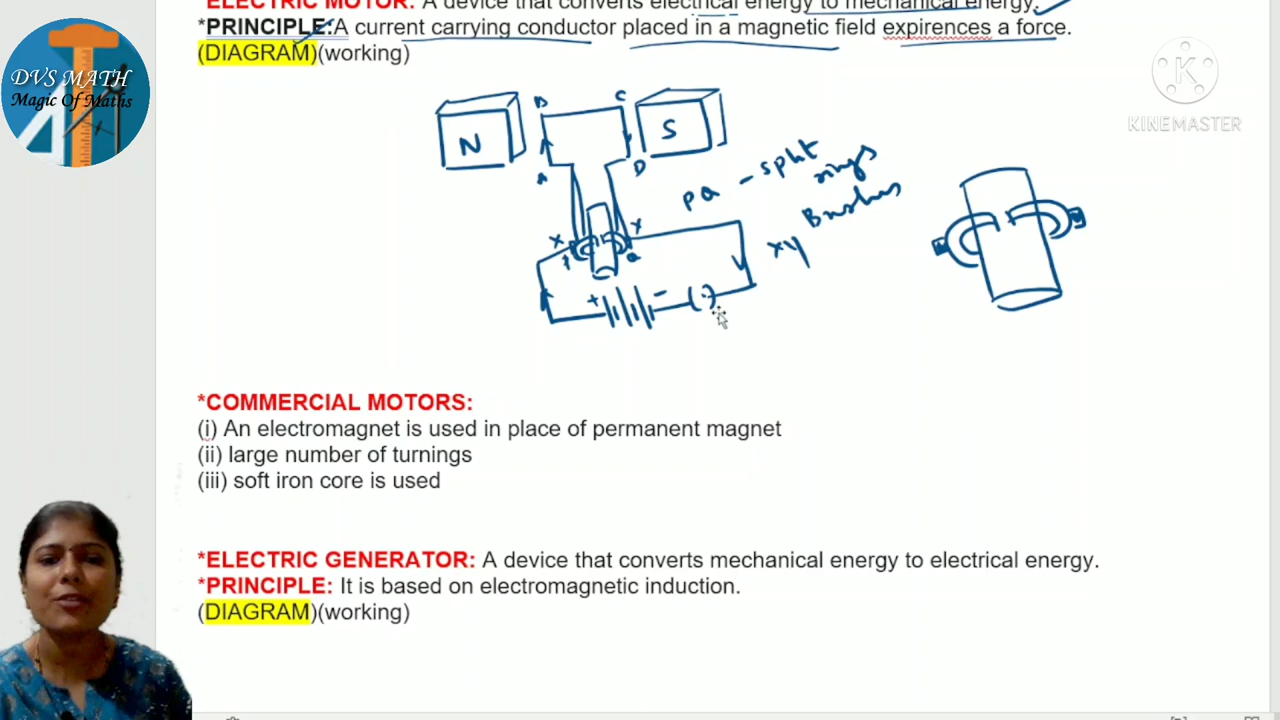 ELECTRIC MOTOR: A device that converts electrical energy to mechanical energy.
*PRINCIPLE: A current carrying conductor placed in a magnetic field expirences a force.
(DIAGRAM)(working)
DVS MATH
Magic Of Maths
K
KINEMASTER
B C
N S
A D
PQ - split
rings
Brushes
X Y
P Q
XY
+ -
(·)
*COMMERCIAL MOTORS:
(i) An electromagnet is used in place of permanent magnet
(ii) large number of turnings
(iii) soft iron core is used
*ELECTRIC GENERATOR: A device that converts mechanical energy to electrical energy.
*PRINCIPLE: It is based on electromagnetic induction.
(DIAGRAM)(working)